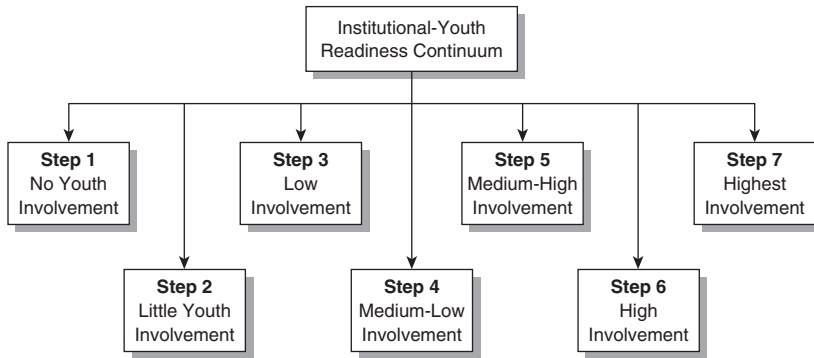 Institutional-Youth
Readiness Continuum
Step 1
No Youth
Involvement
Step 2
Little Youth
Involvement
Step 3
Low
Involvement
Step 4
Medium-Low
Involvement
Step 5
Medium-High
Involvement
Step 6
High
Involvement
Step 7
Highest
Involvement